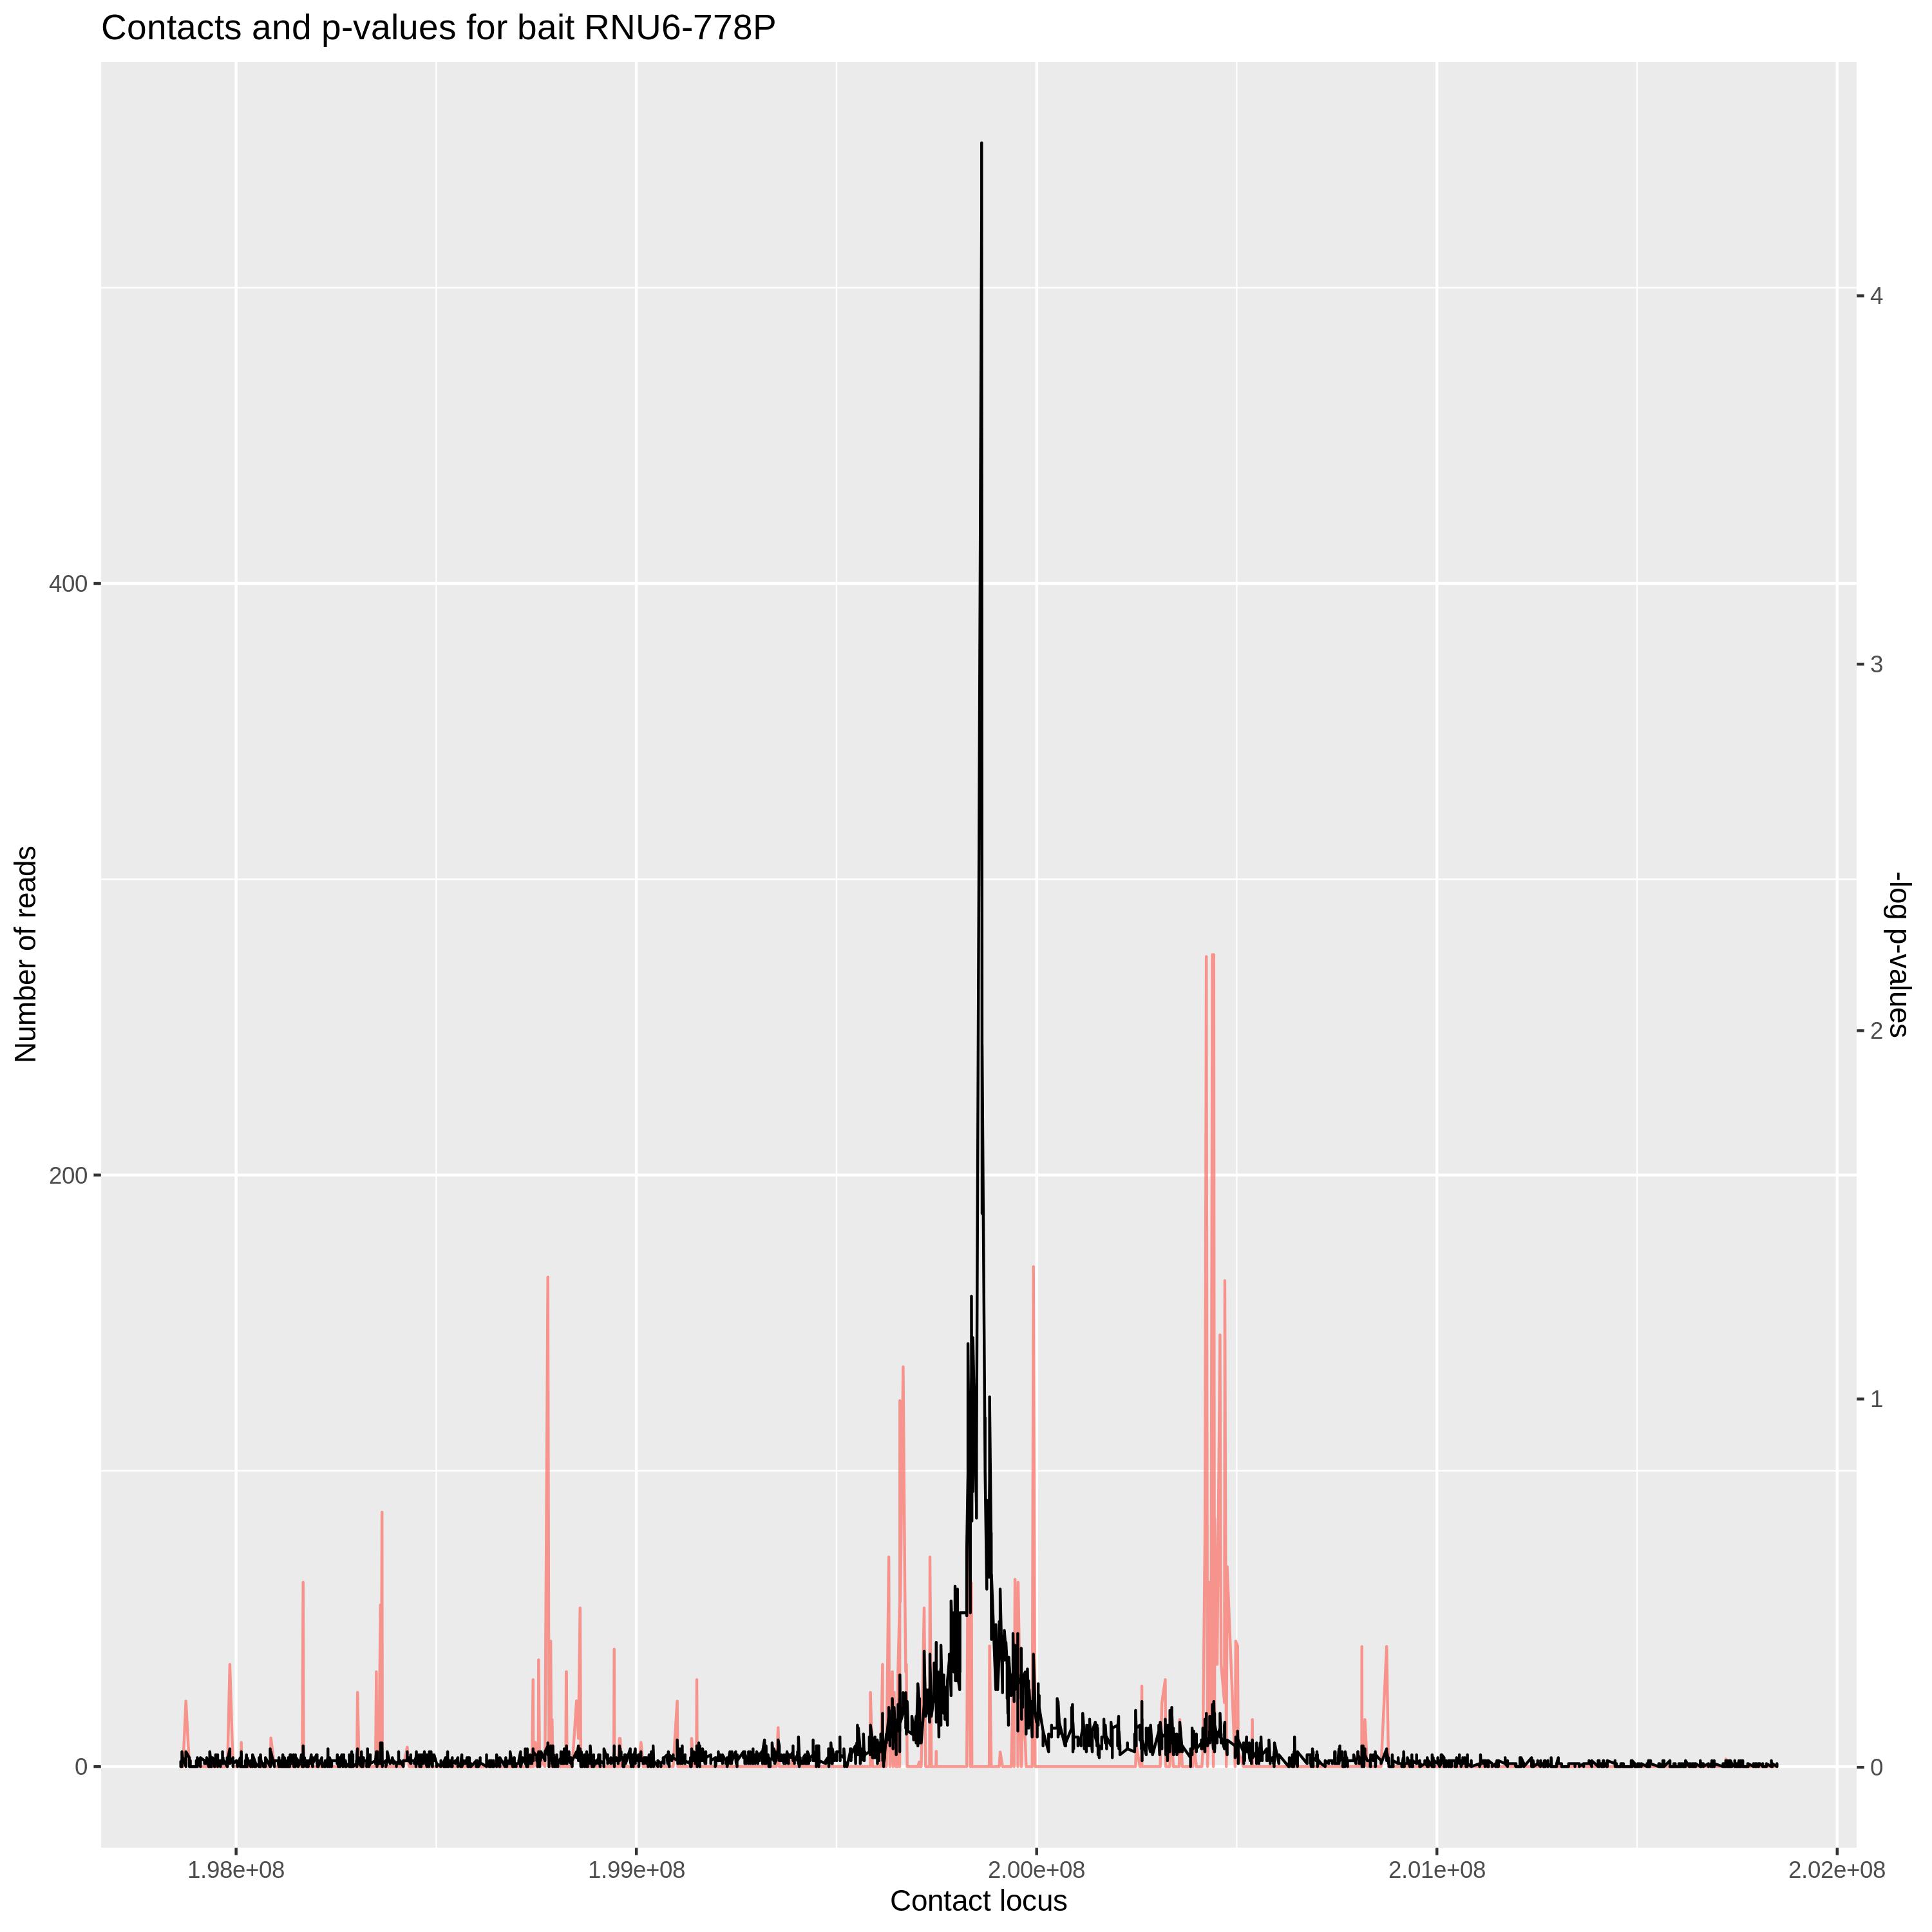 Contacts and p-values for bait RNU6-778P
Number of reads
400
200
0
4
3
2
1
0
-log p-values
1.98e+08
1.99e+08
2.00e+08
2.01e+08
2.02e+08
Contact locus